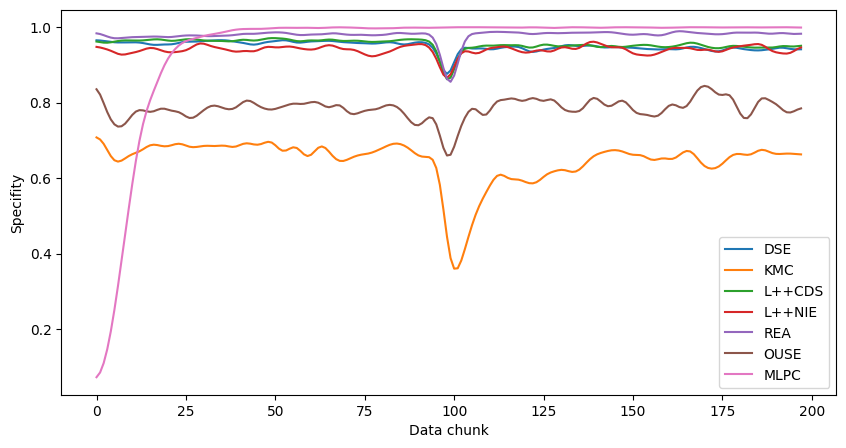 1.0
0.8
0.6
0.4
0.2
Specifity
0 25 50 75 100 125 150 175 200
Data chunk
DSE
KMC
L++CDS
L++NIE
REA
OUSE
MLPC